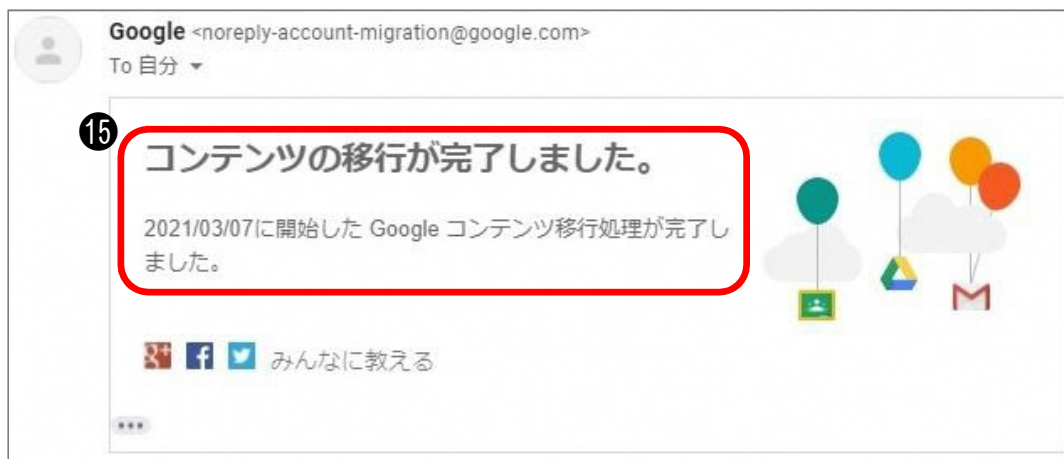 Google <noreply-account-migration@google.com>
To 自分
⓯
コンテンツの移行が完了しました。
2021/03/07に開始した Google コンテンツ移行処理が完了し
ました。
みんなに教える